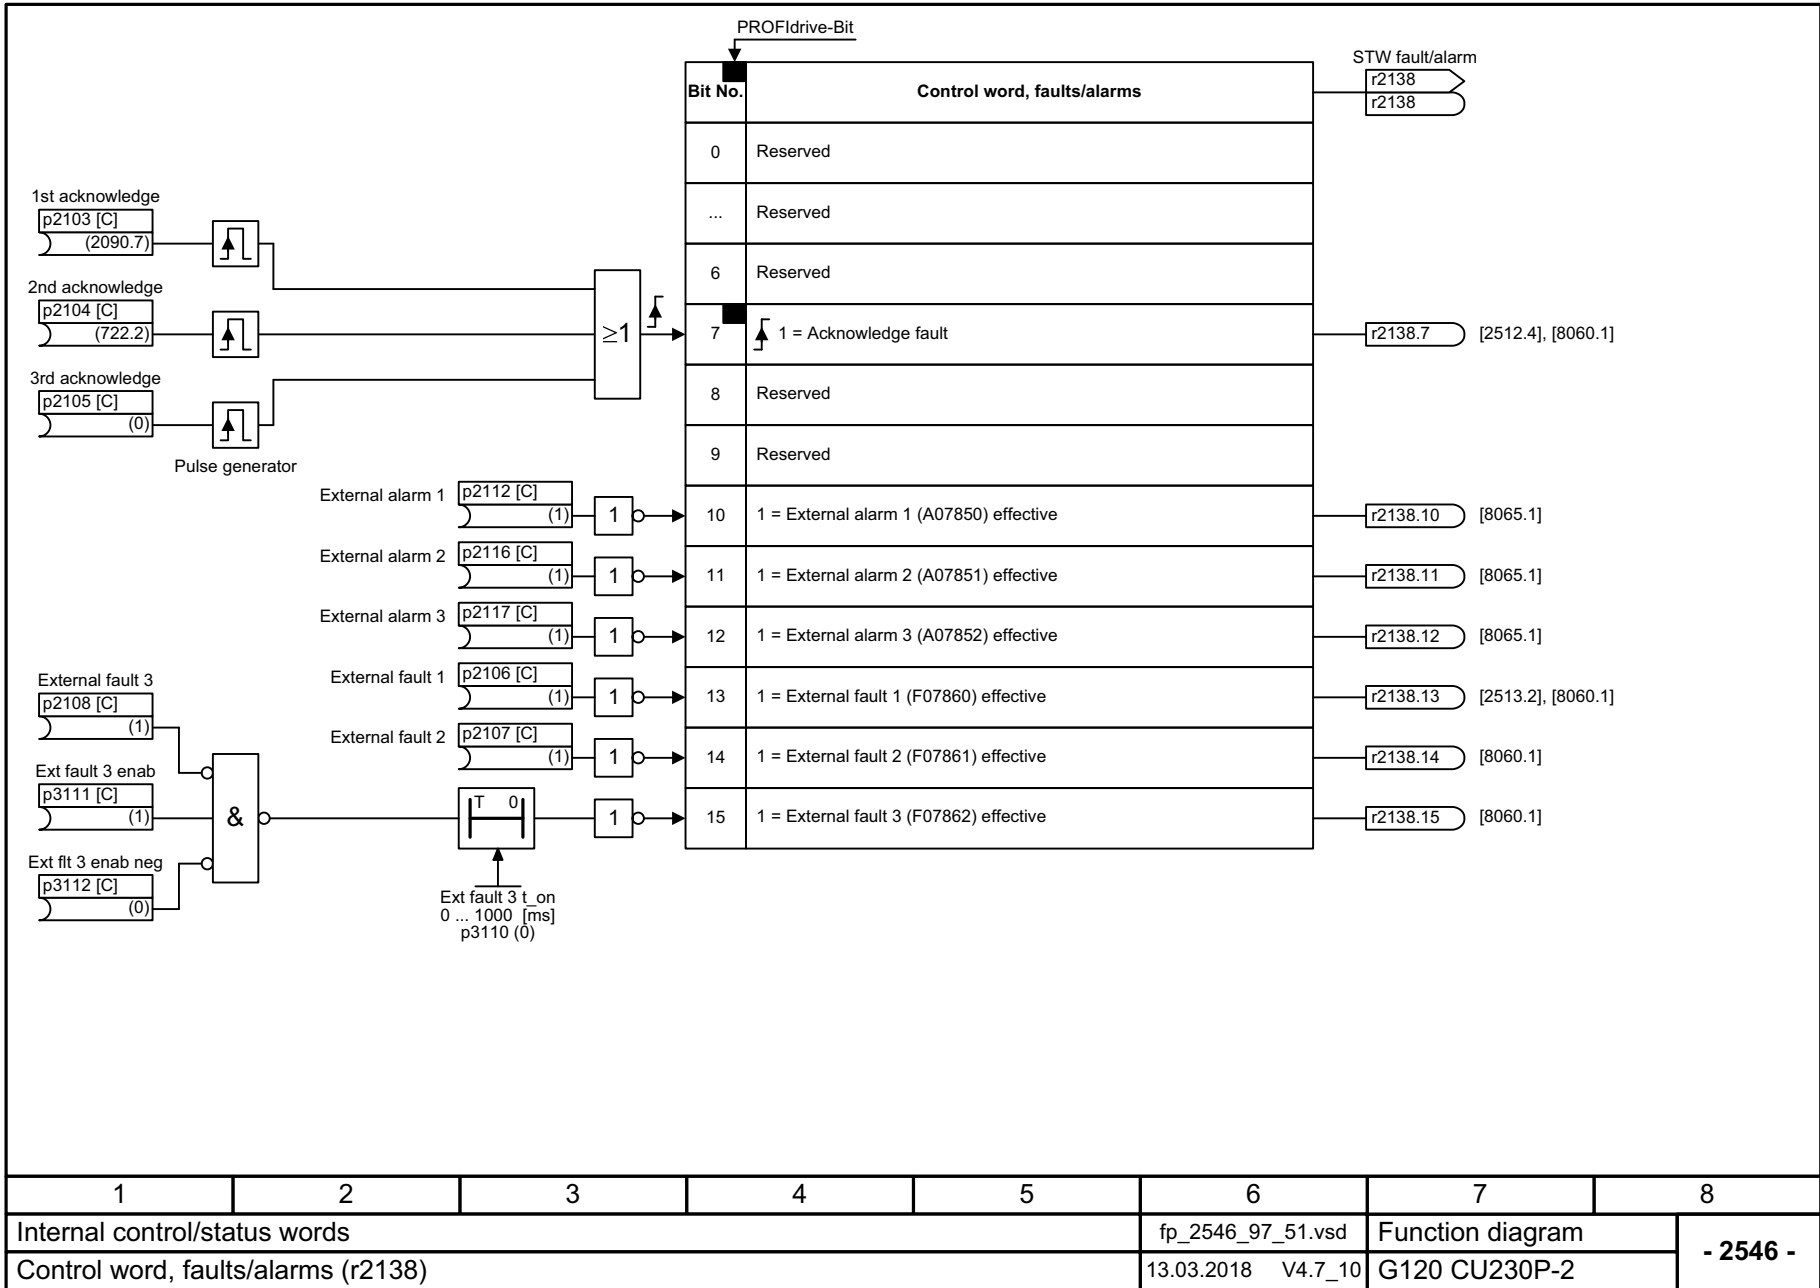 PROFIdrive-Bit
STW fault/alarm
r2138
r2138
Bit No.
Control word, faults/alarms
0
Reserved
...
Reserved
6
Reserved
7
1 = Acknowledge fault
r2138.7
[2512.4], [8060.1]
8
Reserved
9
Reserved
10
1 = External alarm 1 (A07850) effective
r2138.10
[8065.1]
11
1 = External alarm 2 (A07851) effective
r2138.11
[8065.1]
12
1 = External alarm 3 (A07852) effective
r2138.12
[8065.1]
13
1 = External fault 1 (F07860) effective
r2138.13
[2513.2], [8060.1]
14
1 = External fault 2 (F07861) effective
r2138.14
[8060.1]
15
1 = External fault 3 (F07862) effective
r2138.15
[8060.1]
1st acknowledge
p2103 [C]
(2090.7)
2nd acknowledge
p2104 [C]
(722.2)
3rd acknowledge
p2105 [C]
(0)
Pulse generator
≥1
External alarm 1
p2112 [C]
(1)
1
External alarm 2
p2116 [C]
(1)
1
External alarm 3
p2117 [C]
(1)
1
External fault 1
p2106 [C]
(1)
1
External fault 2
p2107 [C]
(1)
1
External fault 3
p2108 [C]
(1)
Ext fault 3 enab
p3111 [C]
(1)
Ext flt 3 enab neg
p3112 [C]
(0)
&
T 0
1
Ext fault 3 t_on
0 ... 1000 [ms]
p3110 (0)
1 2 3 4 5 6 7 8
Internal control/status words
fp_2546_97_51.vsd
Function diagram
- 2546 -
Control word, faults/alarms (r2138)
13.03.2018 V4.7_10
G120 CU230P-2